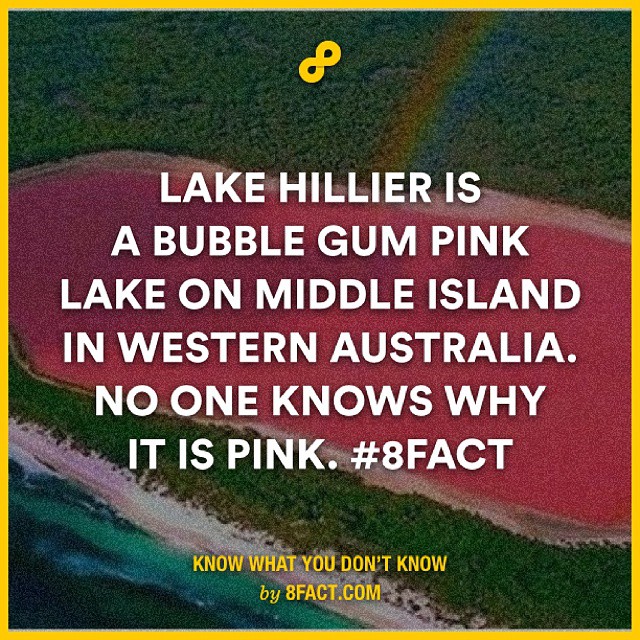 LAKE HILLIER IS
A BUBBLE GUM PINK
LAKE ON MIDDLE ISLAND
IN WESTERN AUSTRALIA.
NO ONE KNOWS WHY
IT IS PINK. #8FACT
KNOW WHAT YOU DON'T KNOW
by 8FACT.COM